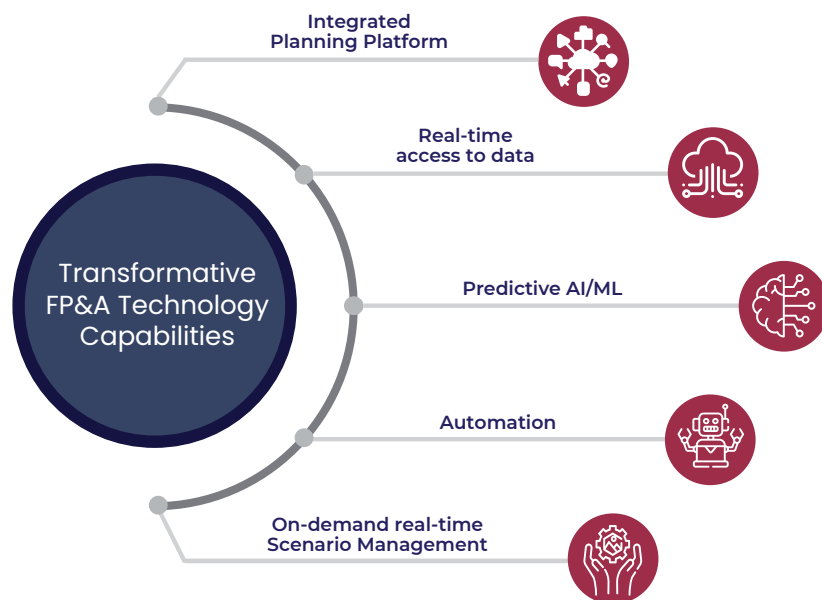 Integrated
Planning Platform
Real-time
access to data
Transformative
FP&A Technology
Capabilities
Predictive AI/ML
Automation
On-demand real-time
Scenario Management